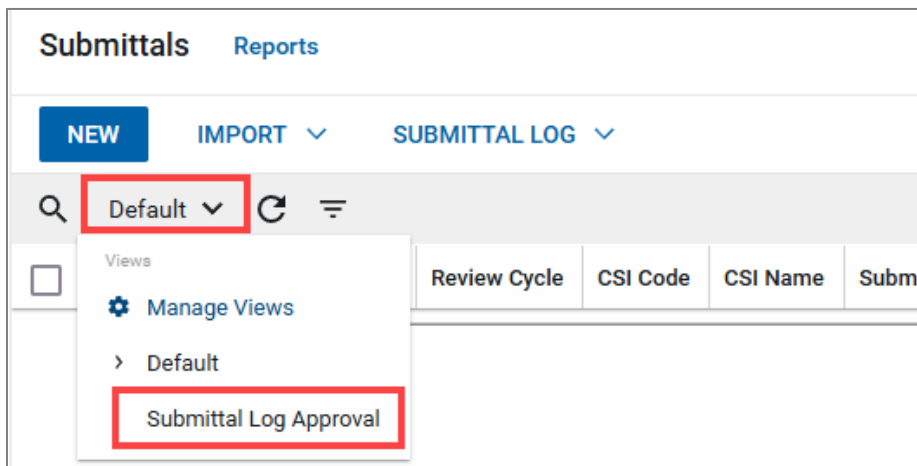 Submittals Reports
NEW IMPORT SUBMITTAL LOG
Default
Views
Review Cycle CSI Code CSI Name Subm
Manage Views
Default
Submittal Log Approval